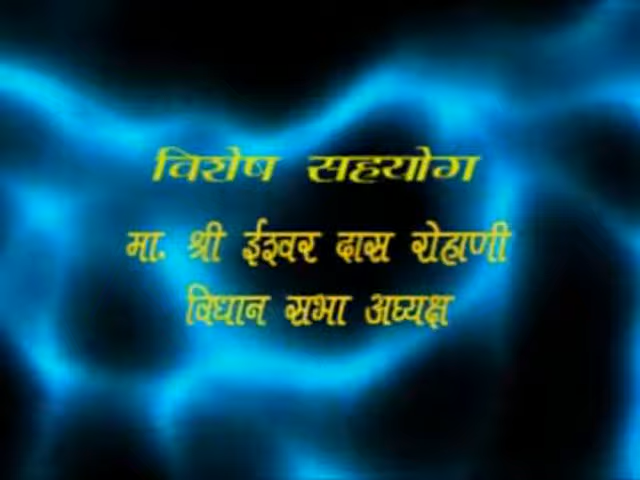 विशेष सहयोग
मा. श्री ईश्वर दास रोहाणी
विधान सभा अध्यक्ष